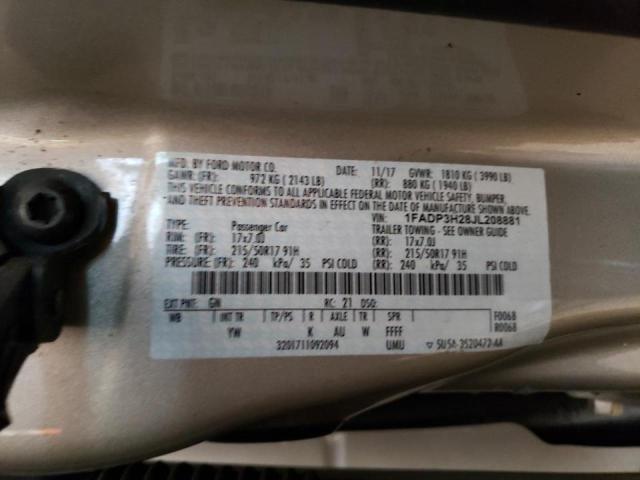 MFD. BY FORD MOTOR CO. DATE: 11/17 GVWR: 1810 KG ( 3990 LB)
GAWR: (FR): 972 KG ( 2143 LB) (RR): 880 KG ( 1940 LB)
THIS VEHICLE CONFORMS TO ALL APPLICABLE FEDERAL MOTOR VEHICLE SAFETY, BUMPER,
AND THEFT PREVENTION STANDARDS IN EFFECT ON THE DATE OF MANUFACTURE SHOWN ABOVE.
VIN: 1FADP3H28JL208881
TYPE: Passenger Car TRAILER TOWING - SEE OWNER GUIDE
RIM: (FR): 17x7.0J (RR): 17x7.0J
TIRE: (FR): 215/50R17 91H (RR): 215/50R17 91H
PRESSURE: (FR): 240 kPa/ 35 PSI COLD (RR): 240 kPa/ 35 PSI COLD
EXT PNT: GN RC: 21 DSO: F0068
WB INT TR TP/PS R AXLE TR SPR R0068
YW K AU W FFFF
3201711092094 UMU ▽ 5U5A-3520472-AA